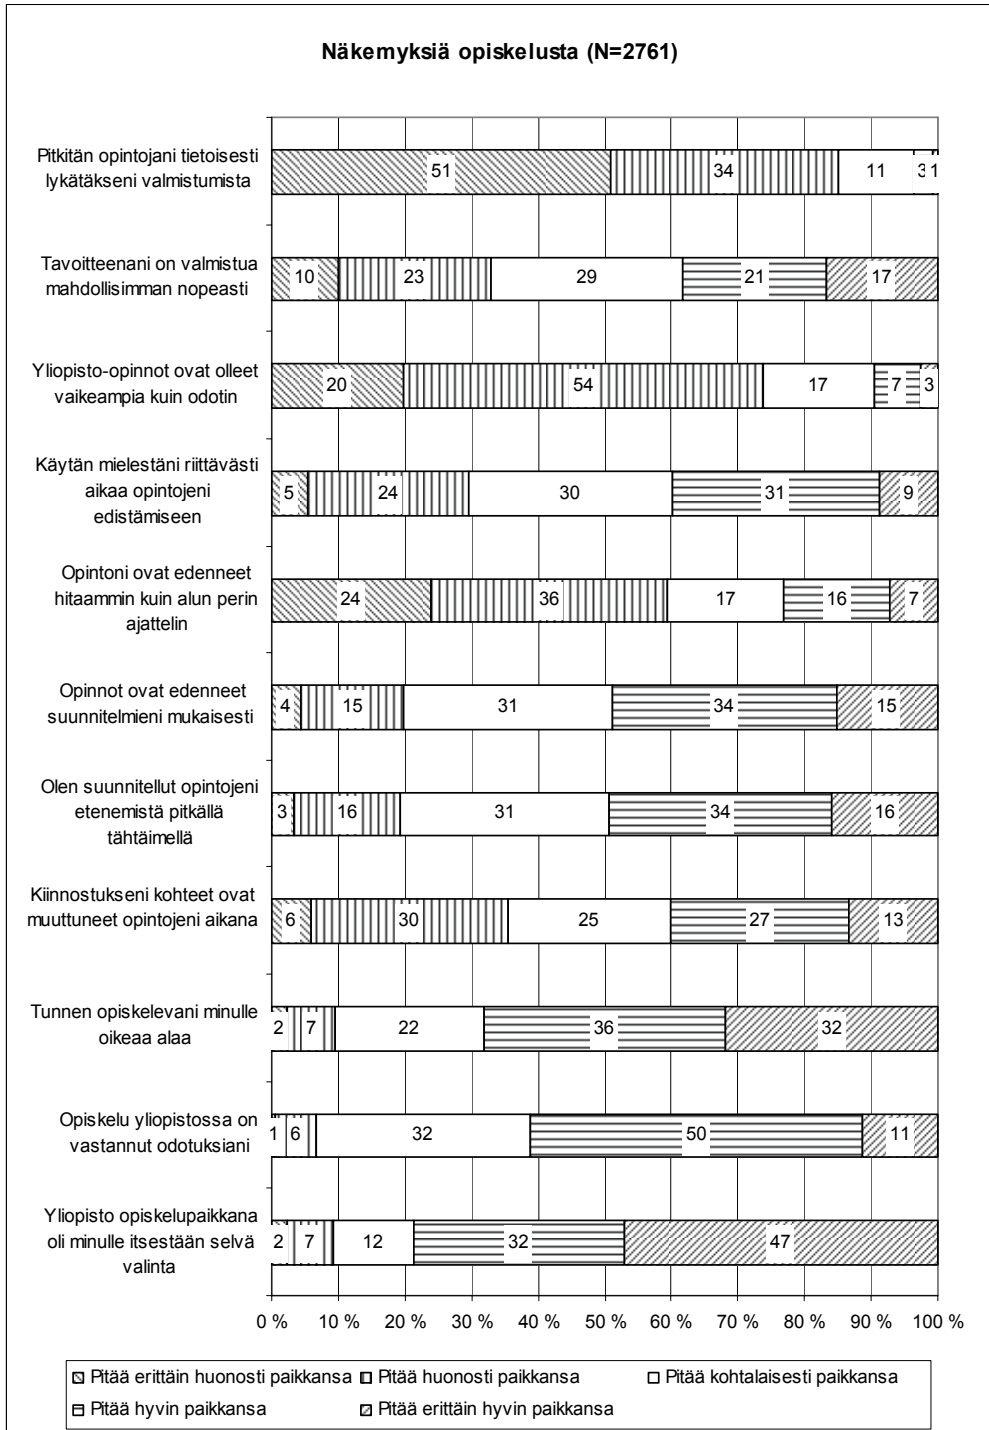 Näkemyksiä opiskelusta (N=2761)
Pitkitän opintojani tietoisesti
lykätäkseni valmistumista
51 34 11 3 1
Tavoitteenani on valmistua
mahdollisimman nopeasti
10 23 29 21 17
Yliopisto-opinnot ovat olleet
vaikeampia kuin odotin
20 54 17 7 3
Käytän mielestäni riittävästi
aikaa opintojeni
edistämiseen
5 24 30 31 9
Opintoni ovat edenneet
hitaammin kuin alun perin
ajattelin
24 36 17 16 7
Opinnot ovat edenneet
suunnitelmieni mukaisesti
4 15 31 34 15
Olen suunnitellut opintojeni
etenemistä pitkällä
tähtäimellä
3 16 31 34 16
Kiinnostukseni kohteet ovat
muuttuneet opintojeni aikana
6 30 25 27 13
Tunnen opiskelevani minulle
oikeaa alaa
2 7 22 36 32
Opiskelu yliopistossa on
vastannut odotuksiani
1 6 32 50 11
Yliopisto opiskelupaikkana
oli minulle itsestään selvä
valinta
2 7 12 32 47
0 % 10 % 20 % 30 % 40 % 50 % 60 % 70 % 80 % 90 % 100 %
Pitää erittäin huonosti paikkansa Pitää huonosti paikkansa Pitää kohtalaisesti paikkansa
Pitää hyvin paikkansa Pitää erittäin hyvin paikkansa